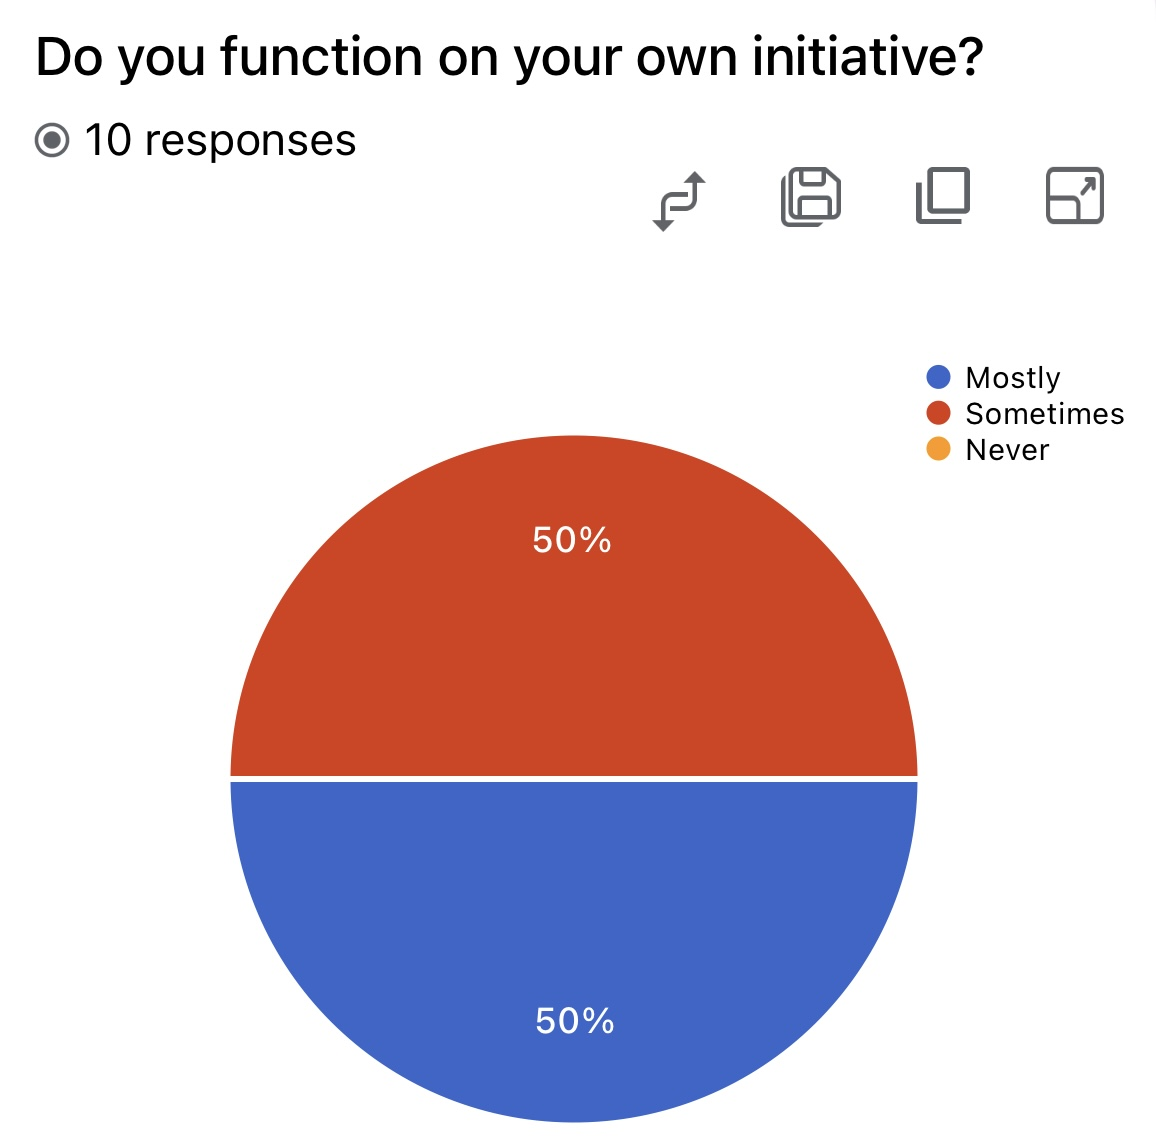 Do you function on your own initiative?
10 responses
Mostly
Sometimes
Never
50%
50%